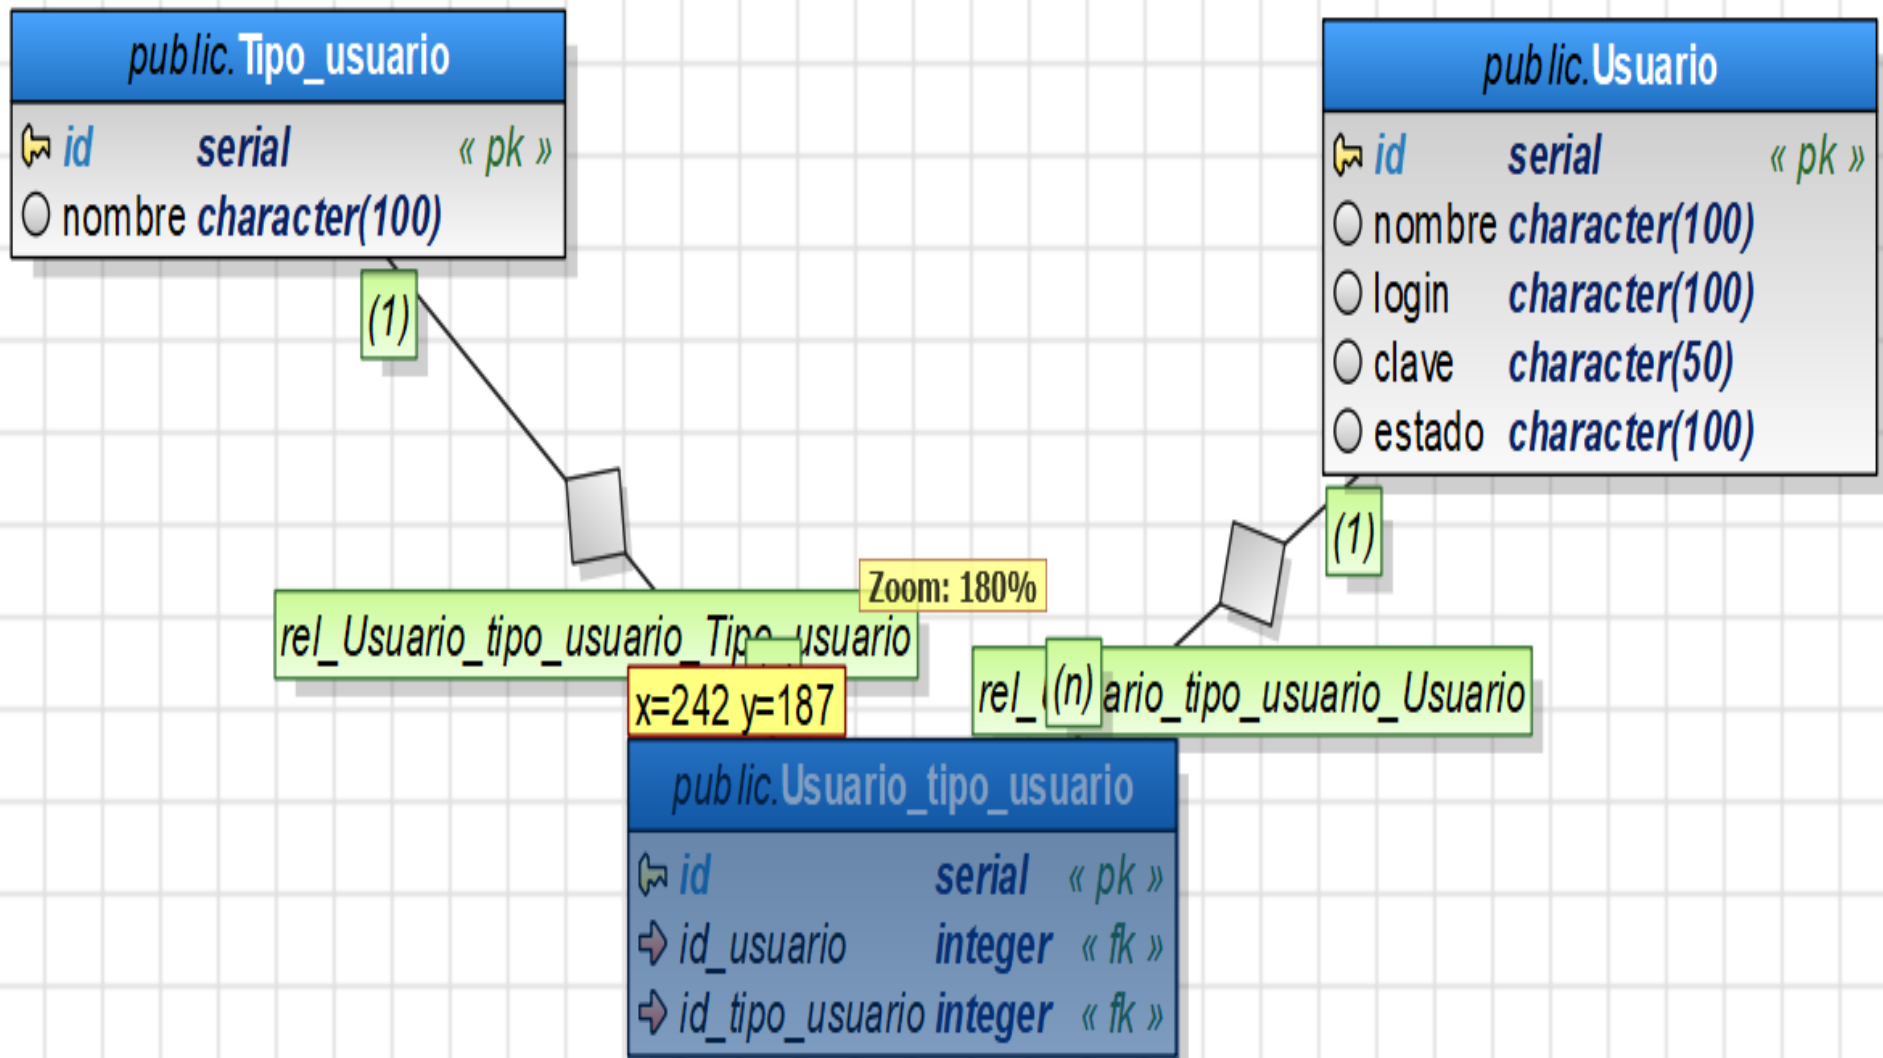 public.Tipo_usuario
id serial « pk »
nombre character(100)
public.Usuario
id serial « pk »
nombre character(100)
login character(100)
clave character(50)
estado character(100)
(1)
(1)
Zoom: 180%
rel_Usuario_tipo_usuario_Tipo_usuario
(n)
ario_tipo_usuario_Usuario
x=242 y=187
public.Usuario_tipo_usuario
id serial « pk »
id_usuario integer « fk »
id_tipo_usuario integer « fk »